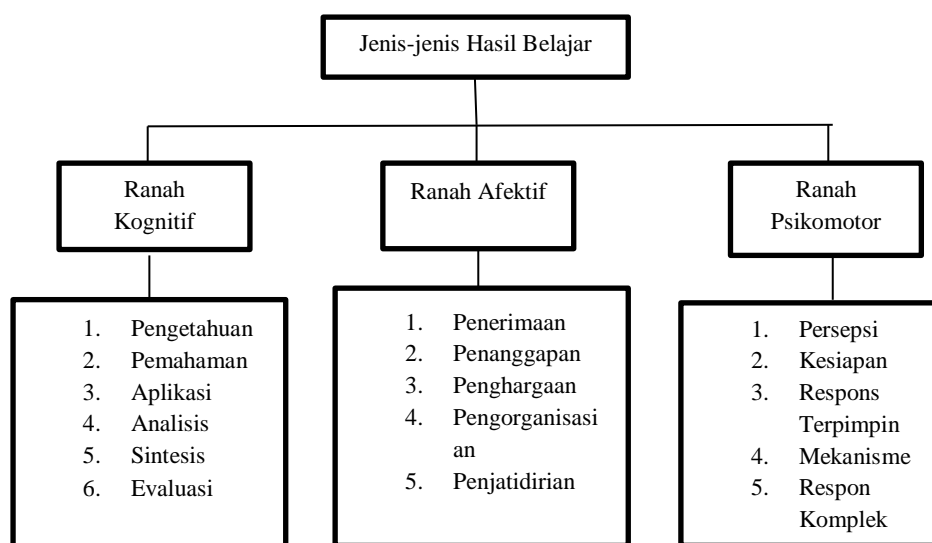 Jenis-jenis Hasil Belajar
Ranah
Kognitif
Ranah Afektif
Ranah
Psikomotor
1. Pengetahuan
2. Pemahaman
3. Aplikasi
4. Analisis
5. Sintesis
6. Evaluasi
1. Penerimaan
2. Penanggapan
3. Penghargaan
4. Pengorganisasi
an
5. Penjatidirian
1. Persepsi
2. Kesiapan
3. Respons
Terpimpin
4. Mekanisme
5. Respon
Komplek